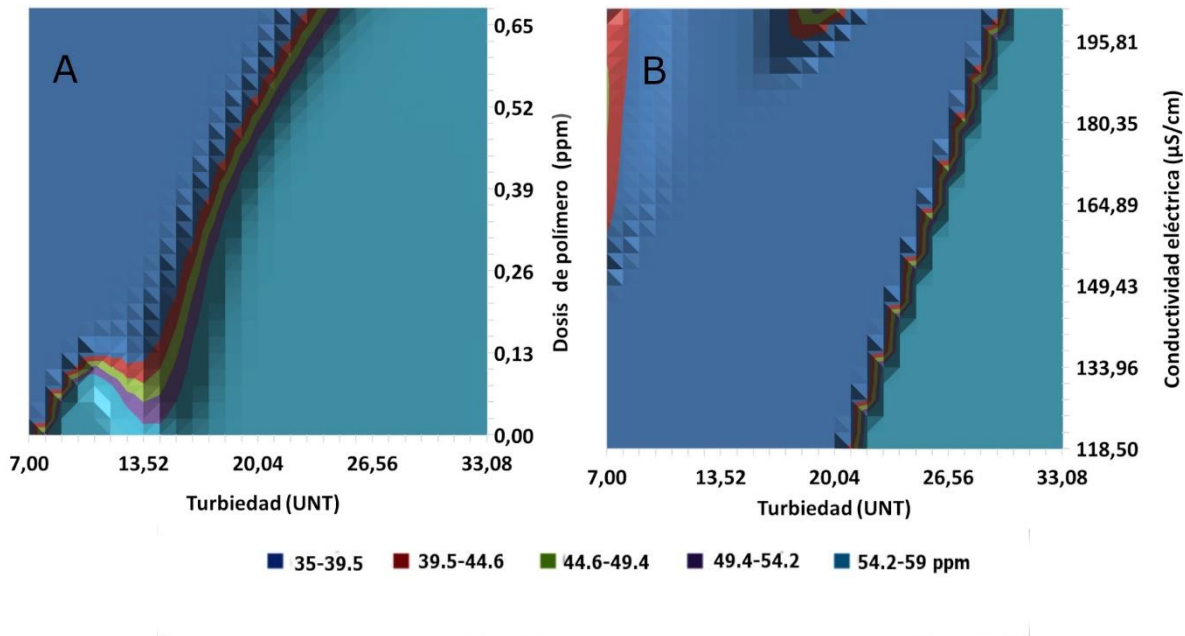 A
0,65
0,52
0,39
0,26
0,13
0,00
Dosis de polímero (ppm)
7,00 13,52 20,04 26,56 33,08
Turbiedad (UNT)
B
195,81
180,35
164,89
149,43
133,96
118,50
Conductividad eléctrica (µS/cm)
7,00 13,52 20,04 26,56 33,08
Turbiedad (UNT)
35-39.5 39.5-44.6 44.6-49.4 49.4-54.2 54.2-59 ppm